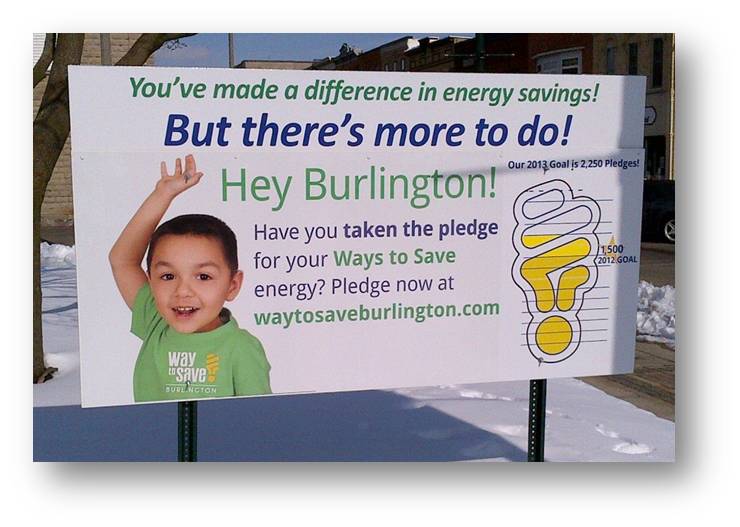 You've made a difference in energy savings!
But there's more to do!
Our 2013 Goal is 2,250 Pledges!
Hey Burlington!
Have you taken the pledge
for your Ways to Save
energy? Pledge now at
waytosaveburlington.com
1,500
2012 GOAL
way
to save
BURLINGTON